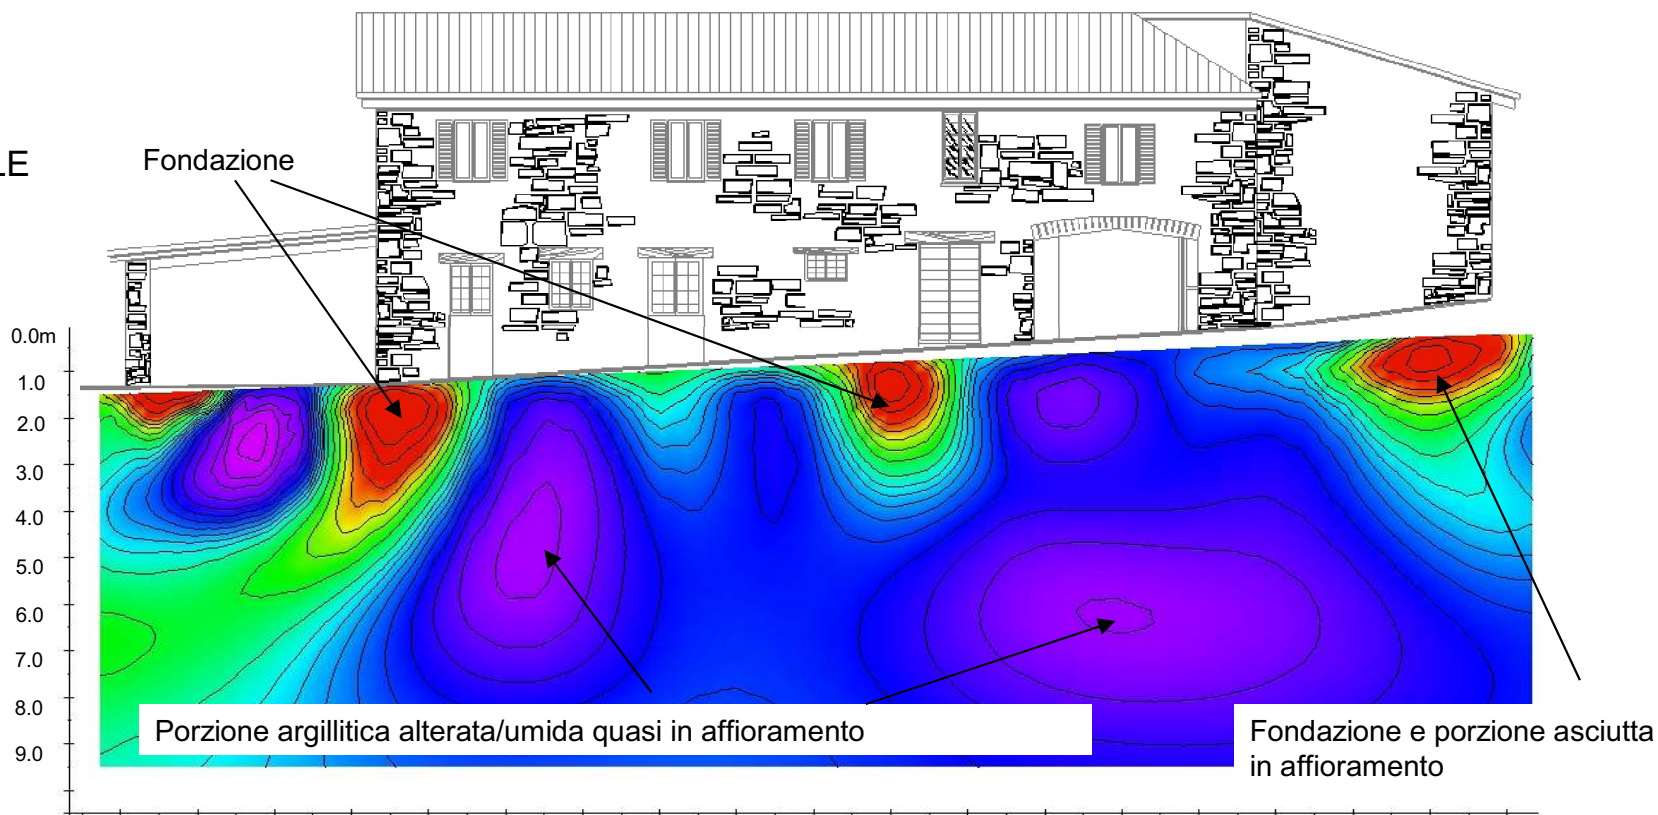 LE
Fondazione
0.0m
1.0
2.0
3.0
4.0
5.0
6.0
7.0
8.0
9.0
Porzione argillitica alterata/umida quasi in affioramento
Fondazione e porzione asciutta
in affioramento